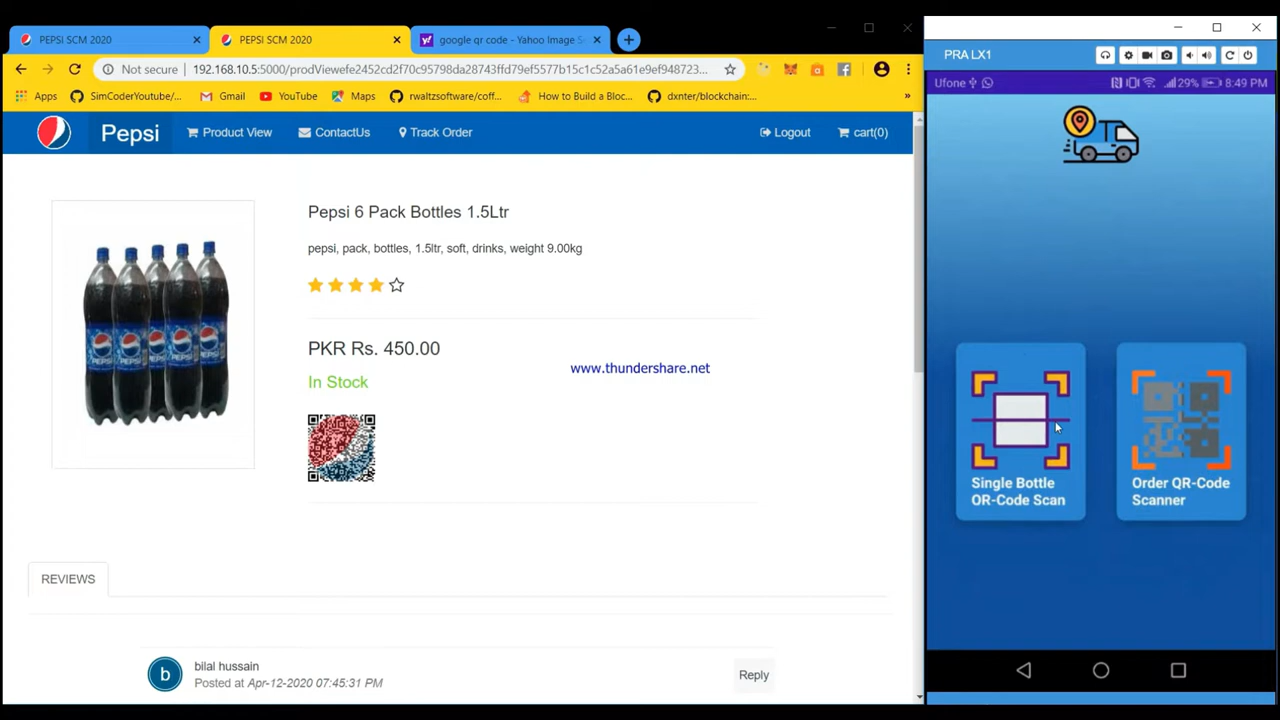 PEPSI SCM 2020
PEPSI SCM 2020
google qr code - Yahoo Image S
PRA LX1
Not secure 192.168.10.5:5000/prodViewefe2452cd2f70c95798da28743ffd79ef5577b15c1c52a5a61e9ef948723...
Ufone 29% 8:49 PM
Apps SimCoderYoutube/... Gmail YouTube Maps rwaltzsoftware/coff... How to Build a Bloc... dxnter/blockchain:... »
Pepsi Product View ContactUs Track Order Logout cart(0)
Pepsi 6 Pack Bottles 1.5Ltr
pepsi, pack, bottles, 1.5ltr, soft, drinks, weight 9.00kg
PKR Rs. 450.00
www.thundershare.net
In Stock
Single Bottle
QR-Code Scan
Order QR-Code
Scanner
REVIEWS
b
bilal hussain
Posted at Apr-12-2020 07:45:31 PM
Reply